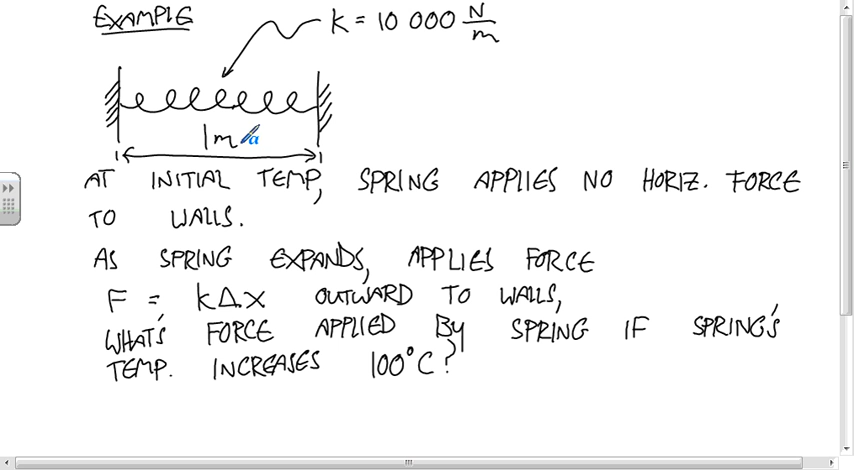 EXAMPLE
k = 10 000 N/m
1m
AT INITIAL TEMP, SPRING APPLIES NO HORIZ. FORCE
TO WALLS.
AS SPRING EXPANDS, APPLIES FORCE
F = kΔx OUTWARD TO WALLS,
WHAT'S FORCE APPLIED By SPRING IF SPRING'S
TEMP. INCREASES 100°C?